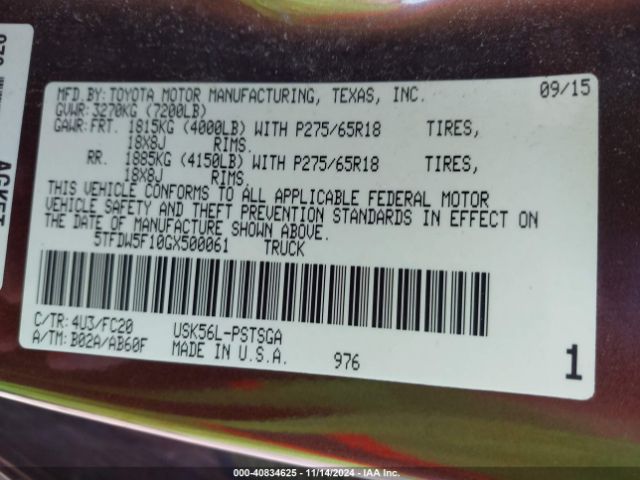 MFD.BY: TOYOTA MOTOR MANUFACTURING, TEXAS, INC. 09/15
GVWR: 3270KG (7200LB)
GAWR: FRT. 1815KG (4000LB) WITH P275/65R18 TIRES,
18X8J RIMS.
RR. 1885KG (4150LB) WITH P275/65R18 TIRES,
18X8J RIMS.
THIS VEHICLE CONFORMS TO ALL APPLICABLE FEDERAL MOTOR
VEHICLE SAFETY AND THEFT PREVENTION STANDARDS IN EFFECT ON
THE DATE OF MANUFACTURE SHOWN ABOVE.
5TFDW5F10GX500061 TRUCK
C/TR: 4U3/FC20 USK56L-PSTSGA
A/TM: B02A/AB60F MADE IN U.S.A. 976 1
000-40834625 - 11/14/2024 - IAAI.COM